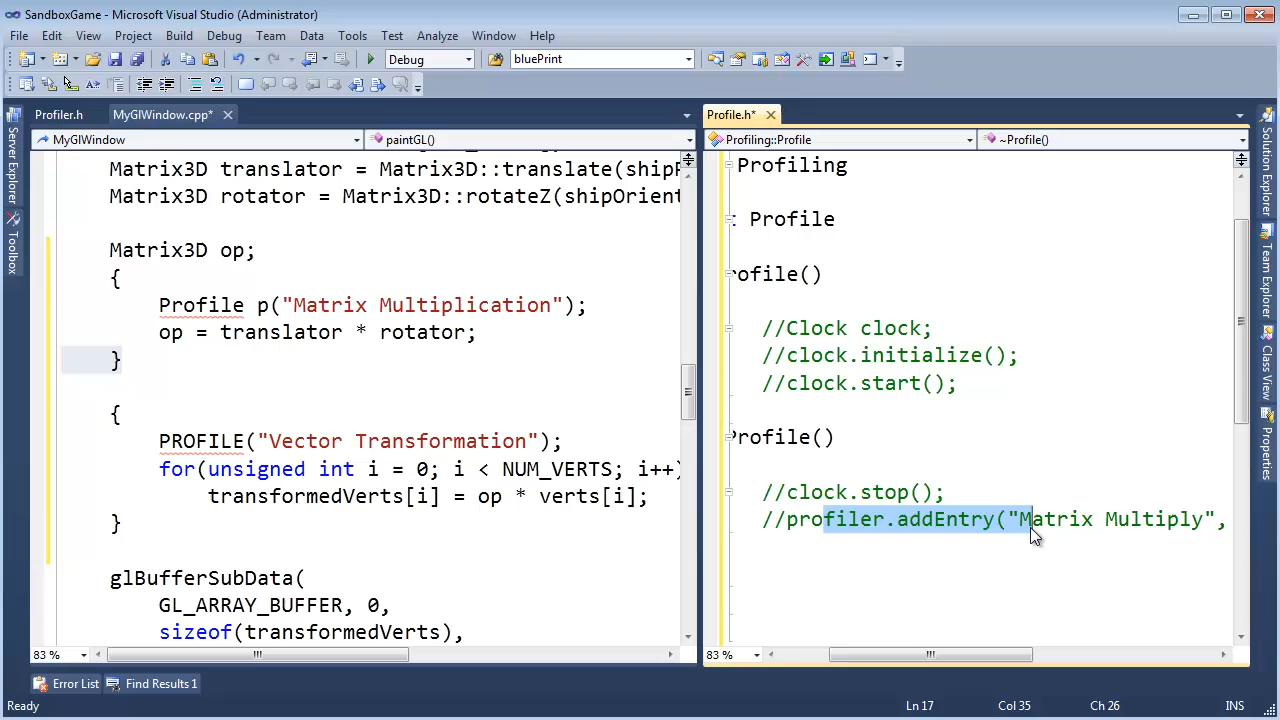 SandboxGame - Microsoft Visual Studio (Administrator)
File Edit View Project Build Debug Team Data Tools Test Analyze Window Help
Debug bluePrint
Profiler.h MyGlWindow.cpp*
MyGlWindow paintGL()
Matrix3D translator = Matrix3D::translate(ship
Matrix3D rotator = Matrix3D::rotateZ(shipOrient
Matrix3D op;
{
Profile p("Matrix Multiplication");
op = translator * rotator;
}
{
PROFILE("Vector Transformation");
for(unsigned int i = 0; i < NUM_VERTS; i++)
transformedVerts[i] = op * verts[i];
}
glBufferSubData(
GL_ARRAY_BUFFER, 0,
sizeof(transformedVerts),
83 %
Profile.h*
Profiling::Profile ~Profile()
Profiling
Profile
rofile()
//Clock clock;
//clock.initialize();
//clock.start();
Profile()
//clock.stop();
//profiler.addEntry("Matrix Multiply",
83 %
Server Explorer
Toolbox
Solution Explorer
Team Explorer
Class View
Properties
Error List Find Results 1
Ready Ln 17 Col 35 Ch 26 INS